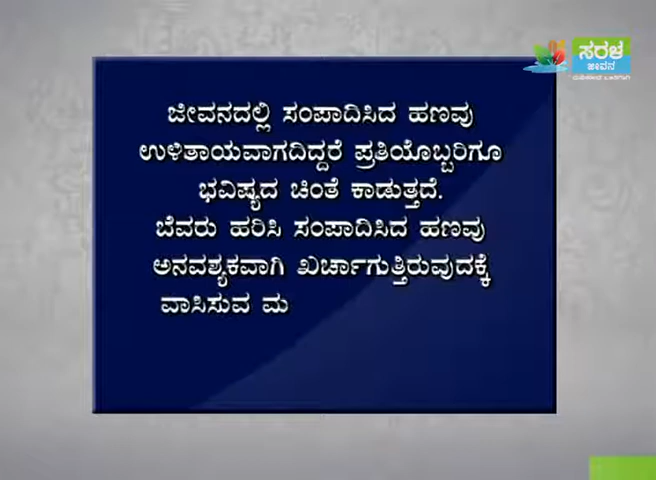 ಸರಳ
ಜೀವನ
ಜೀವನದಲ್ಲಿ ಸಂಪಾದಿಸಿದ ಹಣವು
ಉಳಿತಾಯವಾಗದಿದ್ದರೆ ಪ್ರತಿಯೊಬ್ಬರಿಗೂ
ಭವಿಷ್ಯದ ಚಿಂತೆ ಕಾಡುತ್ತದೆ.
ಬೆವರು ಹರಿಸಿ ಸಂಪಾದಿಸಿದ ಹಣವು
ಅನವಶ್ಯಕವಾಗಿ ಖರ್ಚಾಗುತ್ತಿರುವುದಕ್ಕೆ
ವಾಸಿಸುವ ಮ